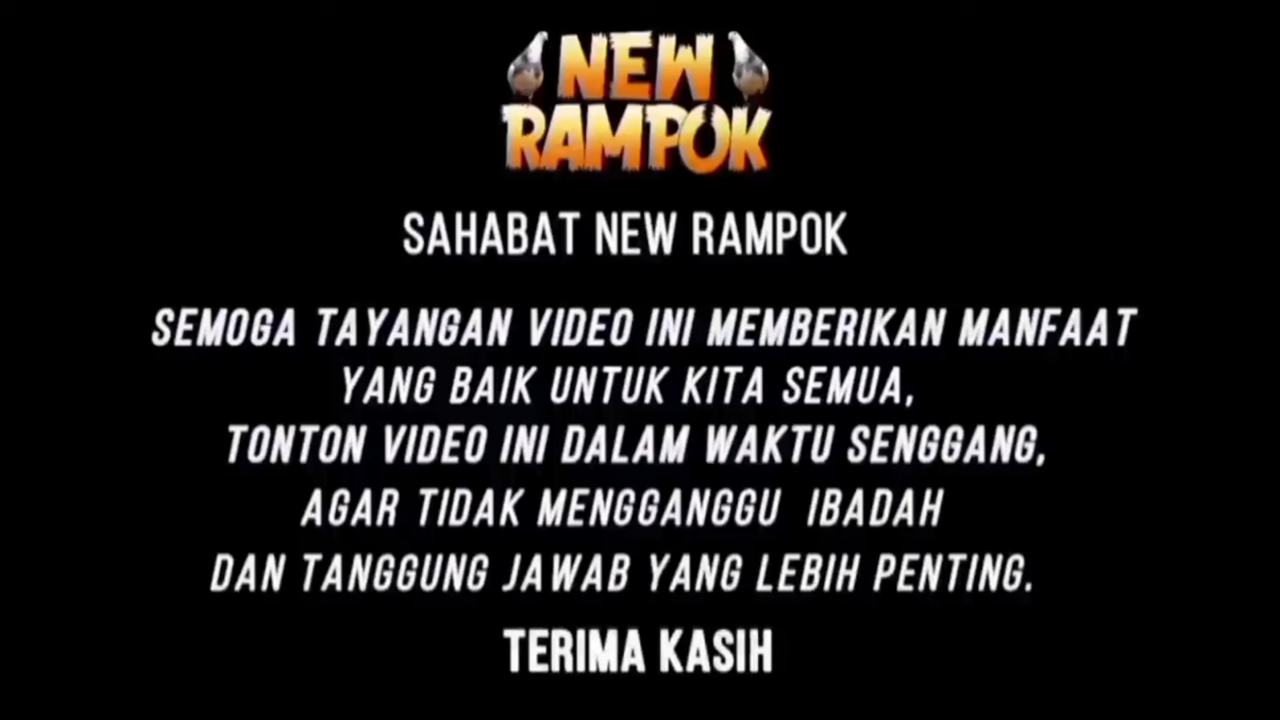 NEW
RAMPOK
SAHABAT NEW RAMPOK
SEMOGA TAYANGAN VIDEO INI MEMBERIKAN MANFAAT
YANG BAIK UNTUK KITA SEMUA,
TONTON VIDEO INI DALAM WAKTU SENGGANG,
AGAR TIDAK MENGGANGGU IBADAH
DAN TANGGUNG JAWAB YANG LEBIH PENTING.
TERIMA KASIH